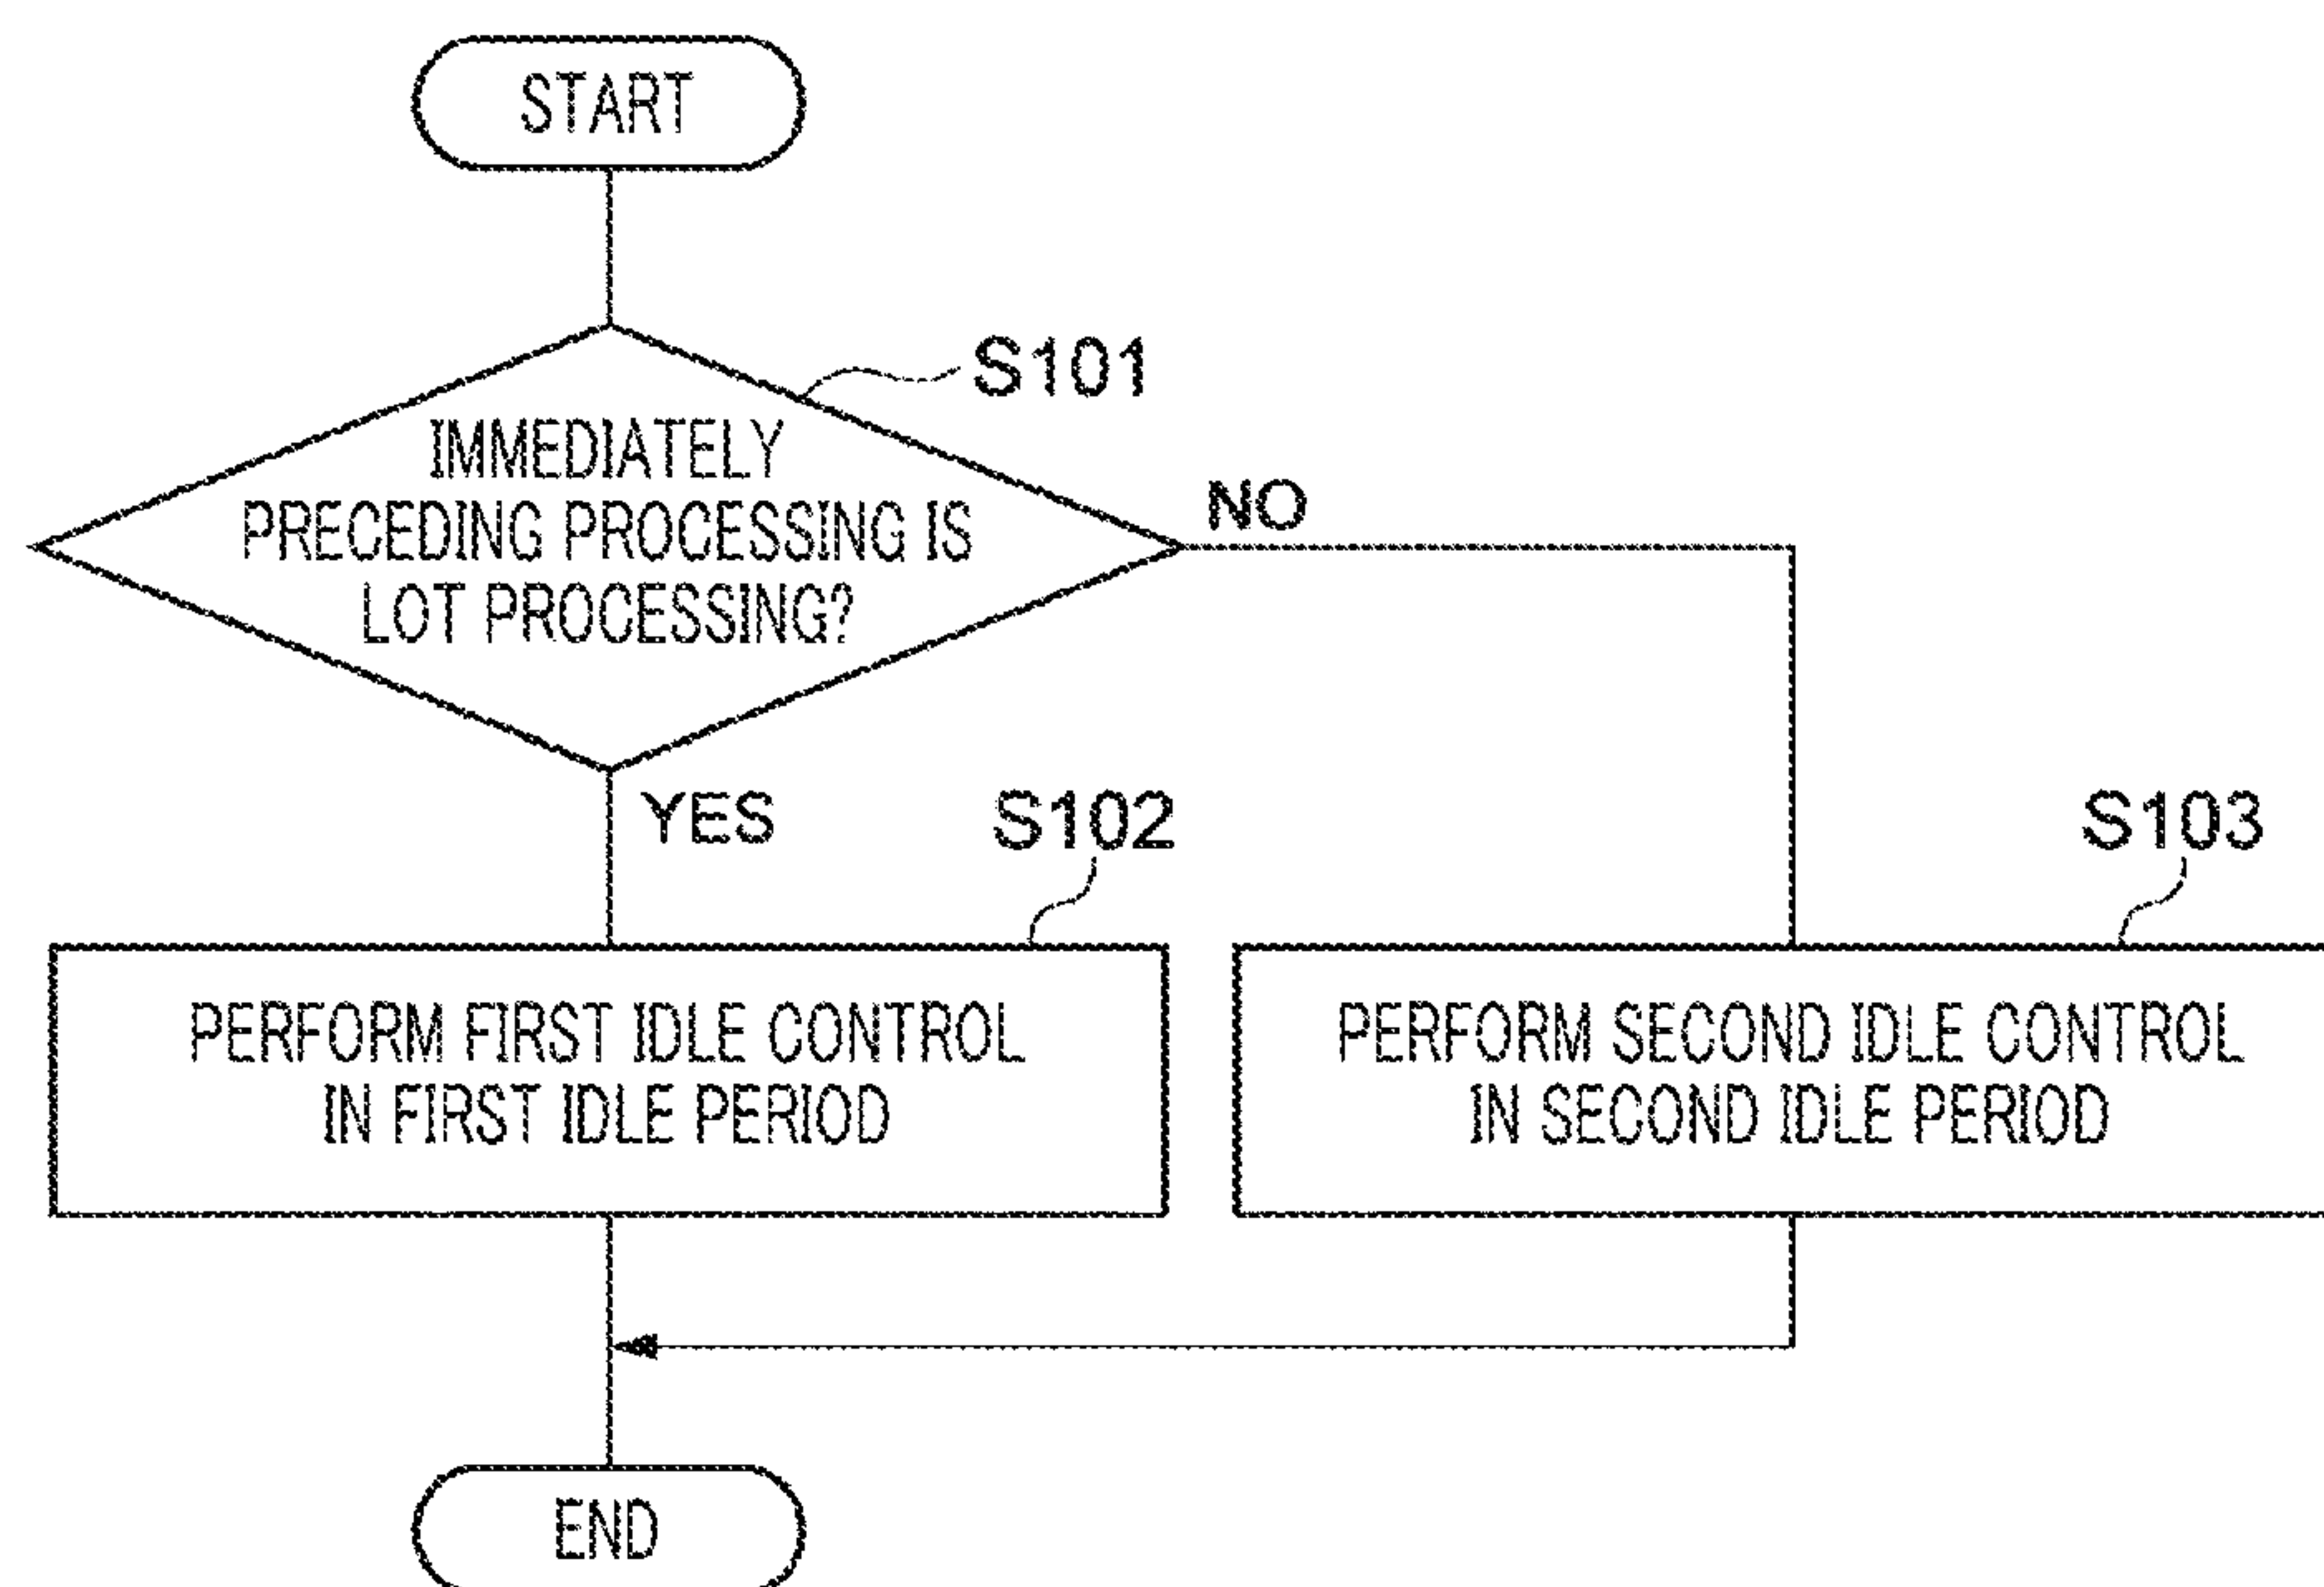 START
S101
IMMEDIATELY
PRECEDING PROCESSING IS
LOT PROCESSING?
NO
YES
S102
S103
PERFORM FIRST IDLE CONTROL
IN FIRST IDLE PERIOD
PERFORM SECOND IDLE CONTROL
IN SECOND IDLE PERIOD
END